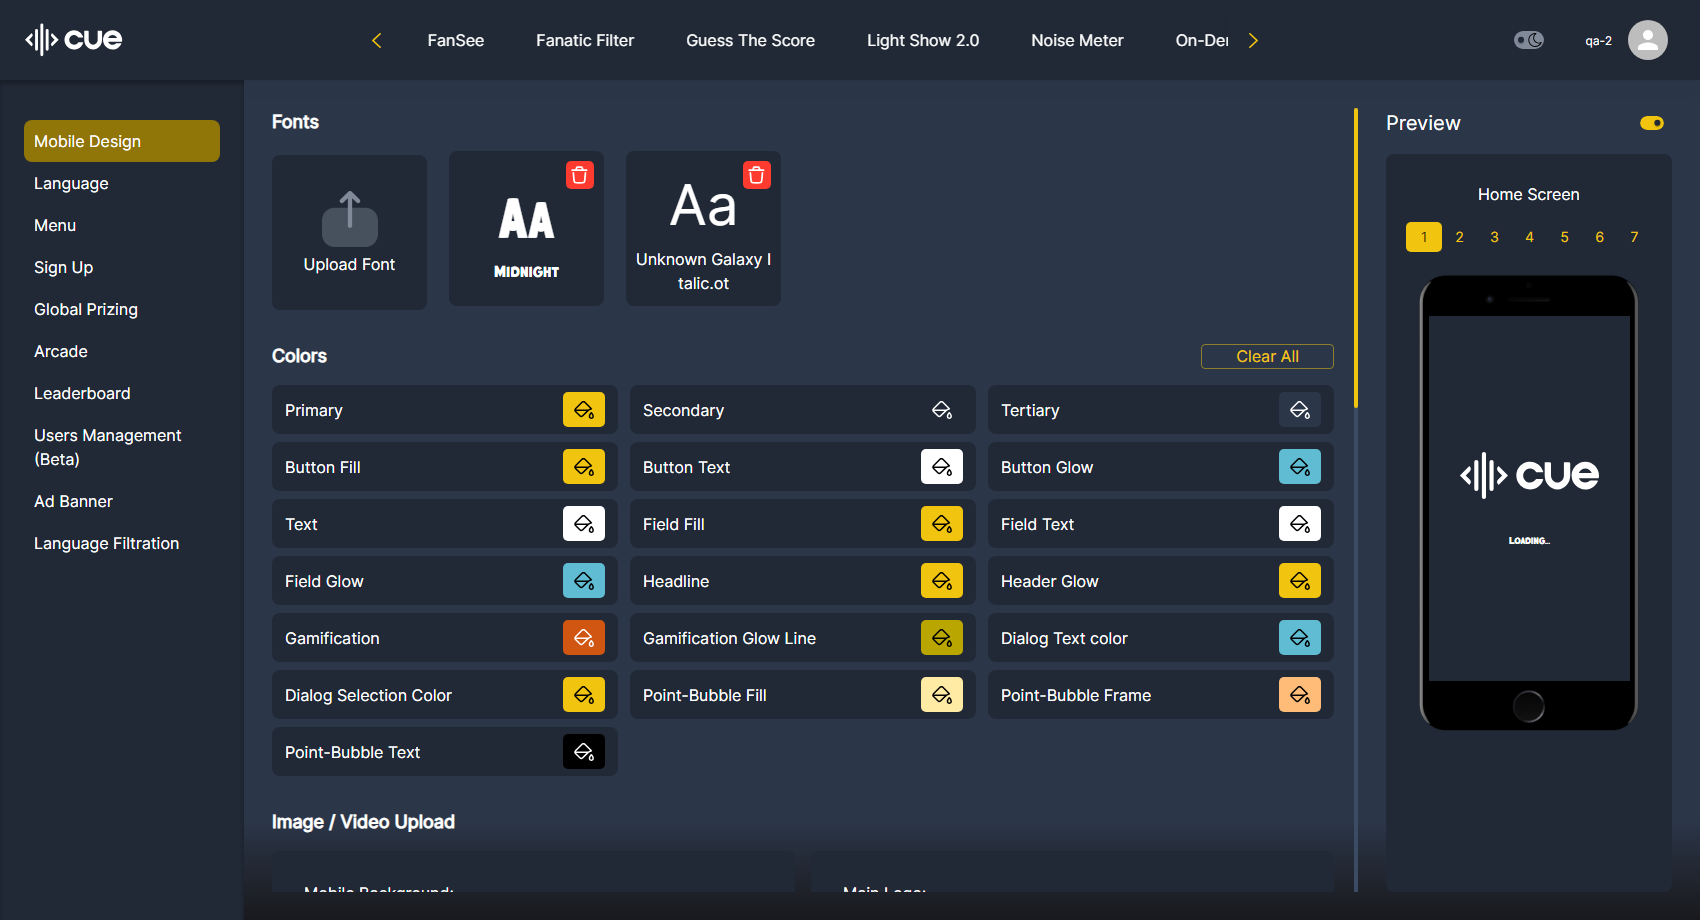 cue
FanSee
Fanatic Filter
Guess The Score
Light Show 2.0
Noise Meter
On-De
qa-2
Mobile Design
Language
Menu
Sign Up
Global Prizing
Arcade
Leaderboard
Users Management
(Beta)
Ad Banner
Language Filtration
Fonts
Upload Font
AA
MIDNIGHT
Aa
Unknown Galaxy I
talic.ot
Colors
Clear All
Primary
Secondary
Tertiary
Button Fill
Button Text
Button Glow
Text
Field Fill
Field Text
Field Glow
Headline
Header Glow
Gamification
Gamification Glow Line
Dialog Text color
Dialog Selection Color
Point-Bubble Fill
Point-Bubble Frame
Point-Bubble Text
Image / Video Upload
Mobile Background:
Main Logo:
Preview
Home Screen
1 2 3 4 5 6 7
cue
LOADING...